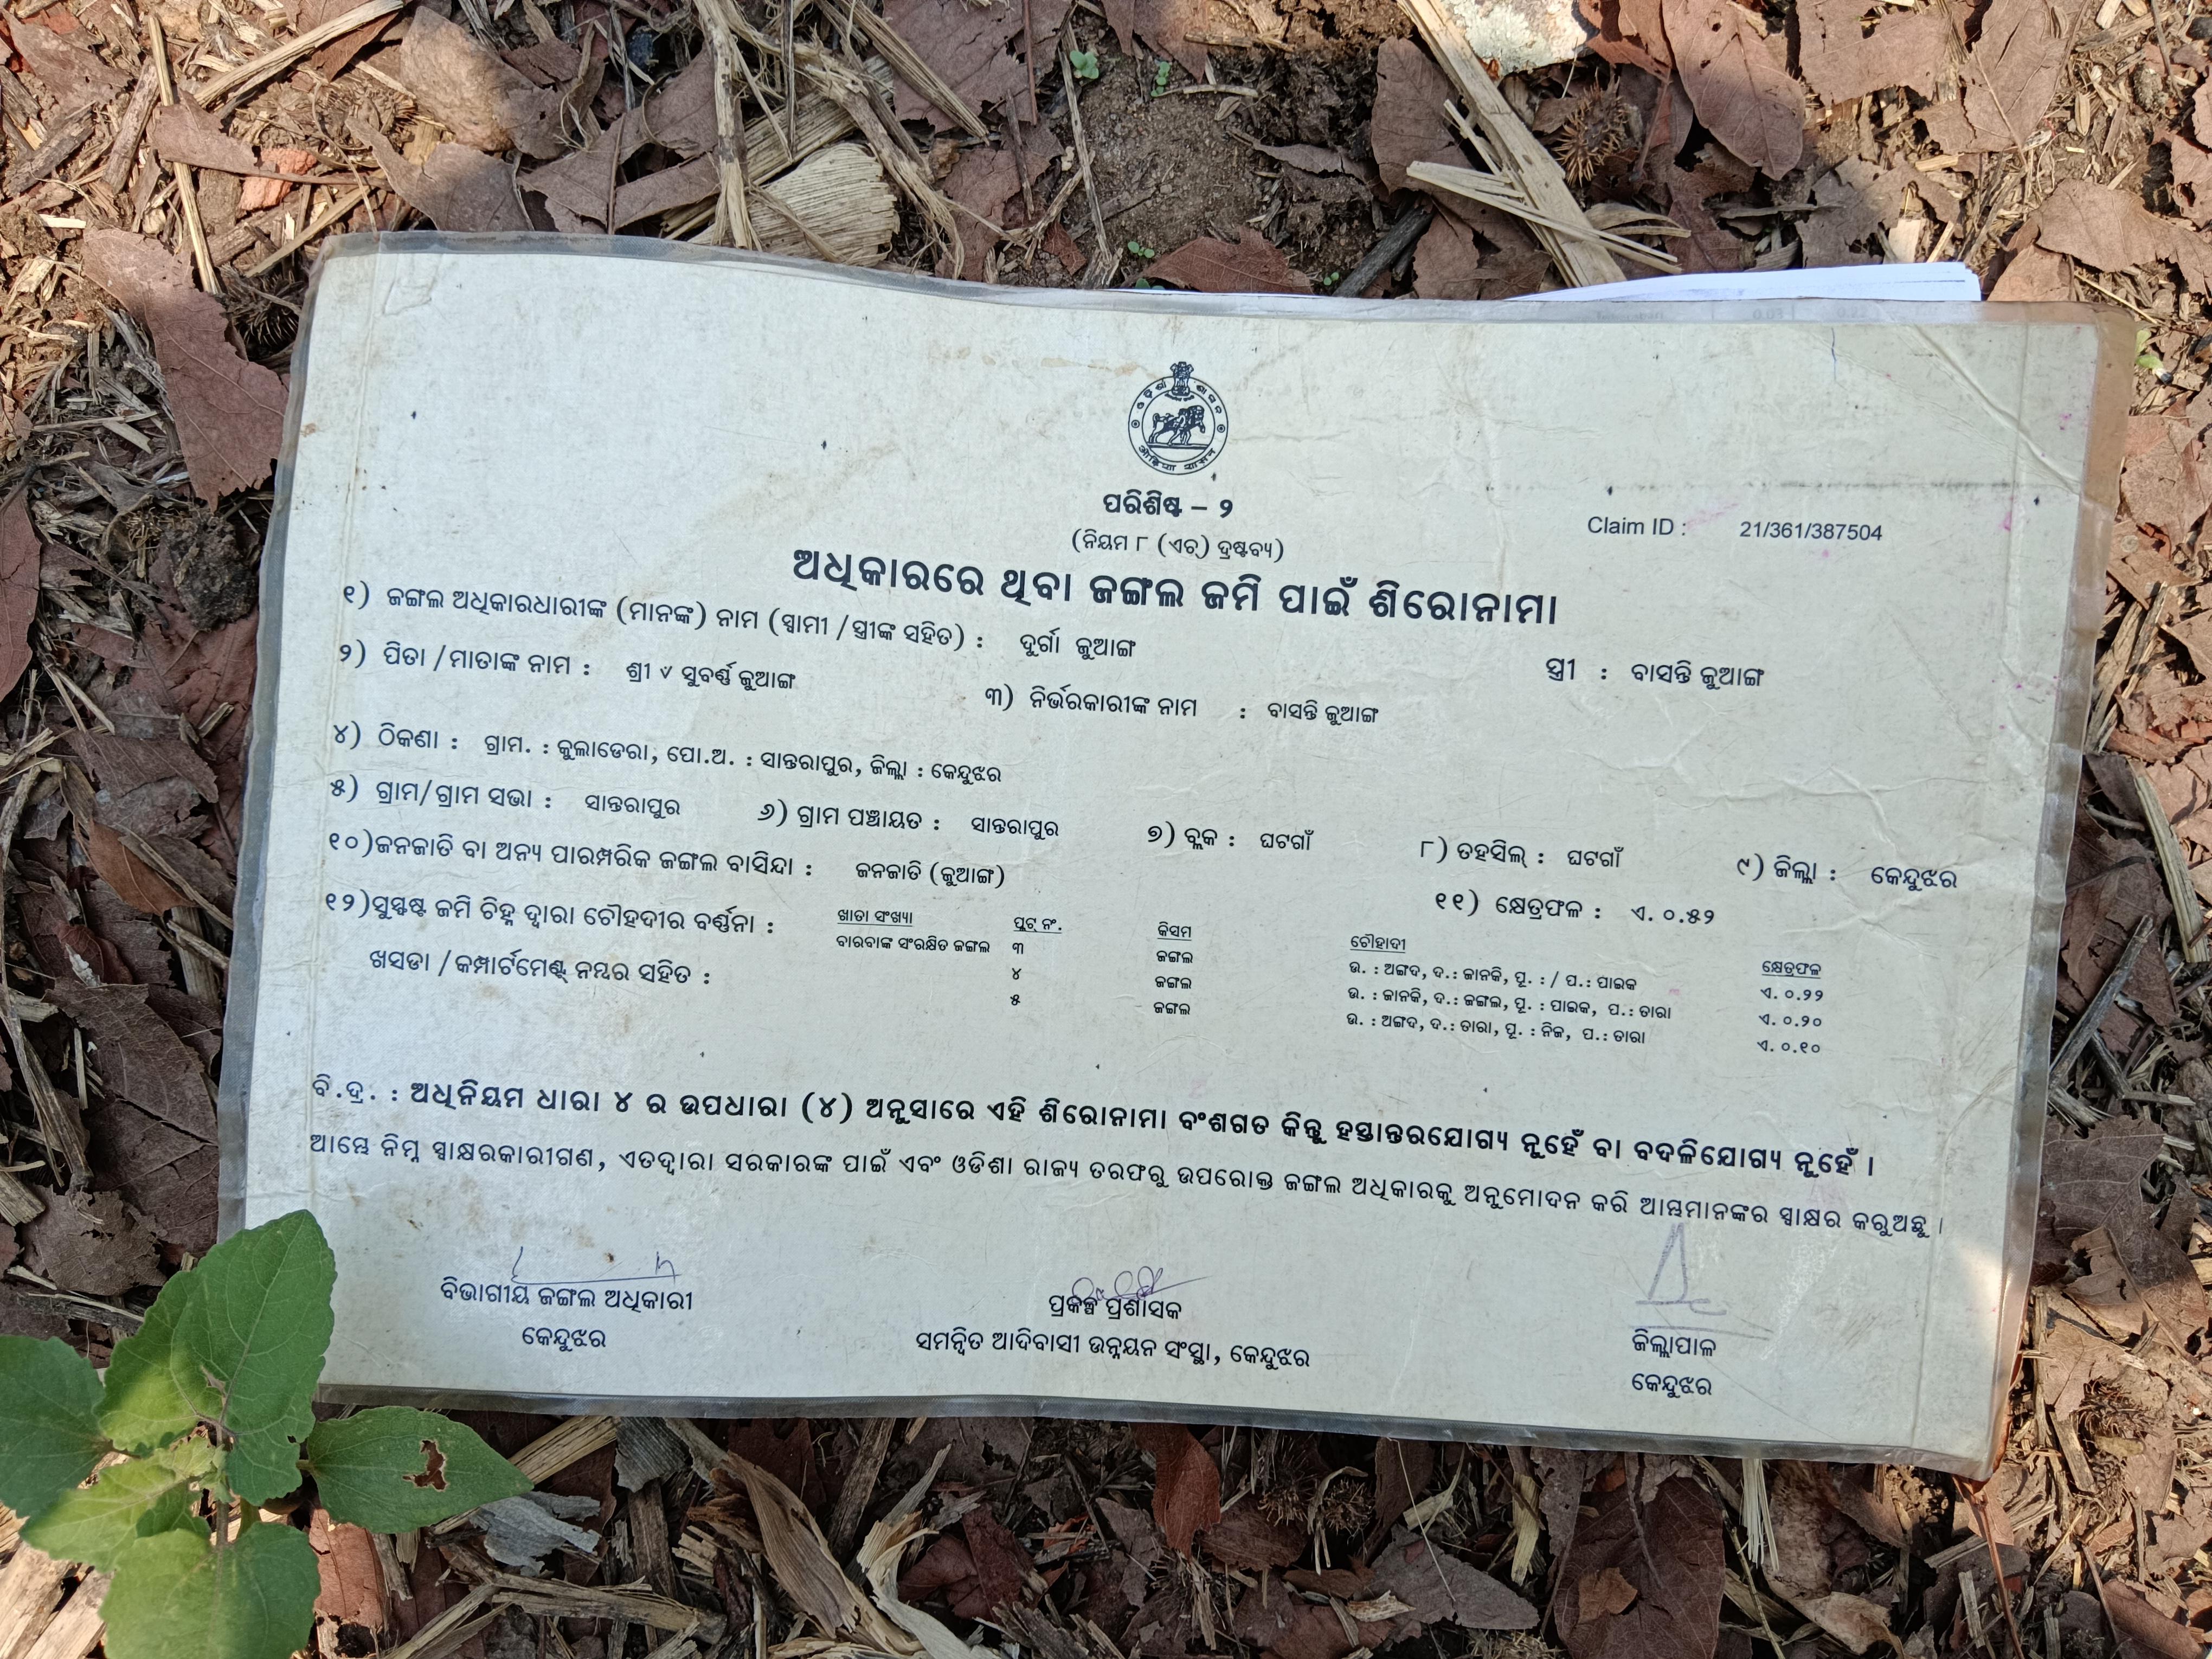 ଓଡ଼ିଶା ଶାସନ
ओड़िशा शासन
ପରିଶିଷ୍ଟ – ୨
(ନିୟମ ୮ (ଏଚ୍) ଦ୍ରଷ୍ଟବ୍ୟ)
Claim ID : 21/361/387504
ଅଧିକାରରେ ଥିବା ଜଙ୍ଗଲ ଜମି ପାଇଁ ଶିରୋନାମା
୧) ଜଙ୍ଗଲ ଅଧିକାରଧାରୀଙ୍କ (ମାନଙ୍କ) ନାମ (ସ୍ୱାମୀ /ସ୍ତ୍ରୀଙ୍କ ସହିତ) : ଦୁର୍ଗା ଜୁଆଙ୍ଗ ସ୍ତ୍ରୀ : ବାସନ୍ତି ଜୁଆଙ୍ଗ
୨) ପିତା /ମାତାଙ୍କ ନାମ : ଶ୍ରୀ ୰ ସୁବର୍ଣ୍ଣ ଜୁଆଙ୍ଗ ୩) ନିର୍ଭରକାରୀଙ୍କ ନାମ : ବାସନ୍ତି ଜୁଆଙ୍ଗ
୪) ଠିକଣା : ଗ୍ରାମ. : କୁଲାଡେରା, ପୋ.ଅ. : ସାନ୍ତରାପୁର, ଜିଲ୍ଲା : କେନ୍ଦୁଝର
୫) ଗ୍ରାମ/ଗ୍ରାମ ସଭା : ସାନ୍ତରାପୁର ୬) ଗ୍ରାମ ପଞ୍ଚାୟତ : ସାନ୍ତରାପୁର ୭) ବ୍ଲକ : ଘଟଗାଁ ୮) ତହସିଲ୍ : ଘଟଗାଁ ୯) ଜିଲ୍ଲା : କେନ୍ଦୁଝର
୧୦)ଜନଜାତି ବା ଅନ୍ୟ ପାରମ୍ପରିକ ଜଙ୍ଗଲ ବାସିନ୍ଦା : ଜନଜାତି (ଜୁଆଙ୍ଗ) ୧୧) କ୍ଷେତ୍ରଫଳ : ଏ. ୦.୫୨
୧୨)ସୁସ୍ପଷ୍ଟ ଜମି ଚିହ୍ନ ଦ୍ୱାରା ଚୌହଦୀର ବର୍ଣ୍ଣନା : ଖାତା ସଂଖ୍ୟା ପ୍ଲଟ୍ ନଂ. କିସମ ଚୌହାଦୀ କ୍ଷେତ୍ରଫଳ
ବାରବାଙ୍କ ସଂରକ୍ଷିତ ଜଙ୍ଗଲ ୩ ଜଙ୍ଗଲ ଉ. : ଅଙ୍ଗଦ, ଦ.: ଜାନକି, ପୂ. : / ପ.: ପାଇକ ଏ. ୦.୨୨
ଖସଡା /କମ୍ପାର୍ଟମେଣ୍ଟ୍ ନମ୍ବର ସହିତ : ୪ ଜଙ୍ଗଲ ଉ. : ଜାନକି, ଦ.: ଜଙ୍ଗଲ, ପୂ. : ପାଇକ, ପ.: ତାରା ଏ. ୦.୨୦
୫ ଜଙ୍ଗଲ ଉ. : ଅଙ୍ଗଦ, ଦ.: ତାରା, ପୂ. : ନିଜ, ପ.: ତାରା ଏ. ୦.୧୦
ବି.ଦ୍ର. : ଅଧିନିୟମ ଧାରା ୪ ର ଉପଧାରା (୪) ଅନୁସାରେ ଏହି ଶିରୋନାମା ବଂଶଗତ କିନ୍ତୁ ହସ୍ତାନ୍ତରଯୋଗ୍ୟ ନୁହେଁ ବା ବଦଳିଯୋଗ୍ୟ ନୁହେଁ ।
ଆମ୍ଭେ ନିମ୍ନ ସ୍ୱାକ୍ଷରକାରୀଗଣ, ଏତଦ୍ୱାରା ସରକାରଙ୍କ ପାଇଁ ଏବଂ ଓଡିଶା ରାଜ୍ୟ ତରଫରୁ ଉପରୋକ୍ତ ଜଙ୍ଗଲ ଅଧିକାରକୁ ଅନୁମୋଦନ କରି ଆମ୍ଭମାନଙ୍କର ସ୍ୱାକ୍ଷର କରୁଅଛୁ ।
ବିଭାଗୀୟ ଜଙ୍ଗଲ ଅଧିକାରୀ
କେନ୍ଦୁଝର
ପ୍ରକଳ୍ପ ପ୍ରଶାସକ
ସମନ୍ୱିତ ଆଦିବାସୀ ଉନ୍ନୟନ ସଂସ୍ଥା, କେନ୍ଦୁଝର
ଜିଲ୍ଲାପାଳ
କେନ୍ଦୁଝର